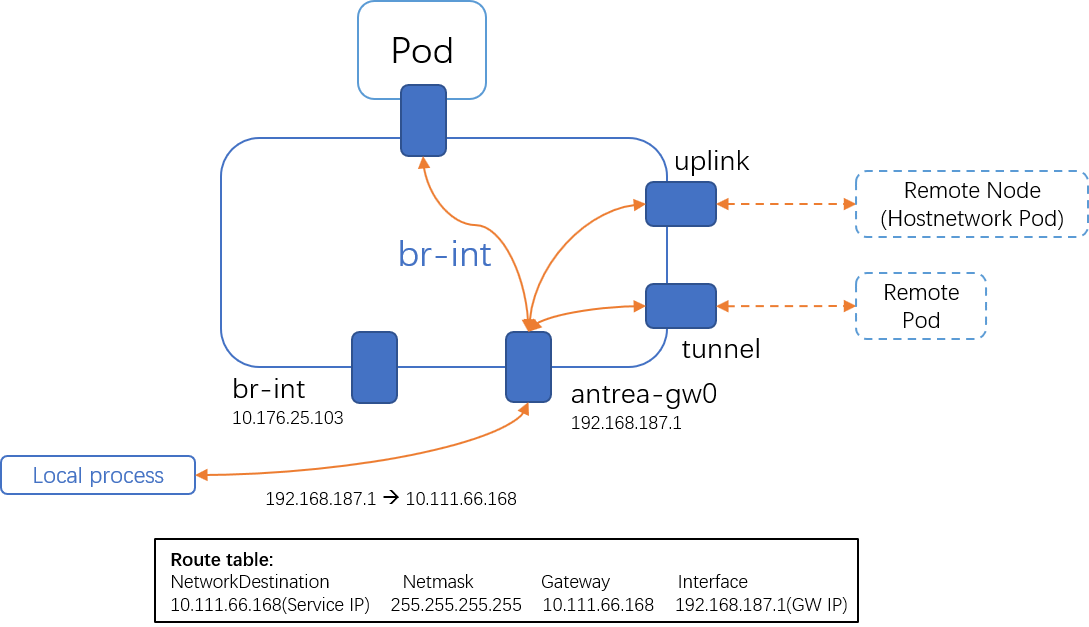 Pod
uplink
Remote Node
(Hostnetwork Pod)
br-int
Remote
Pod
tunnel
br-int
10.176.25.103
antrea-gw0
192.168.187.1
Local process
192.168.187.1 → 10.111.66.168
Route table:
NetworkDestination Netmask Gateway Interface
10.111.66.168(Service IP) 255.255.255.255 10.111.66.168 192.168.187.1(GW IP)